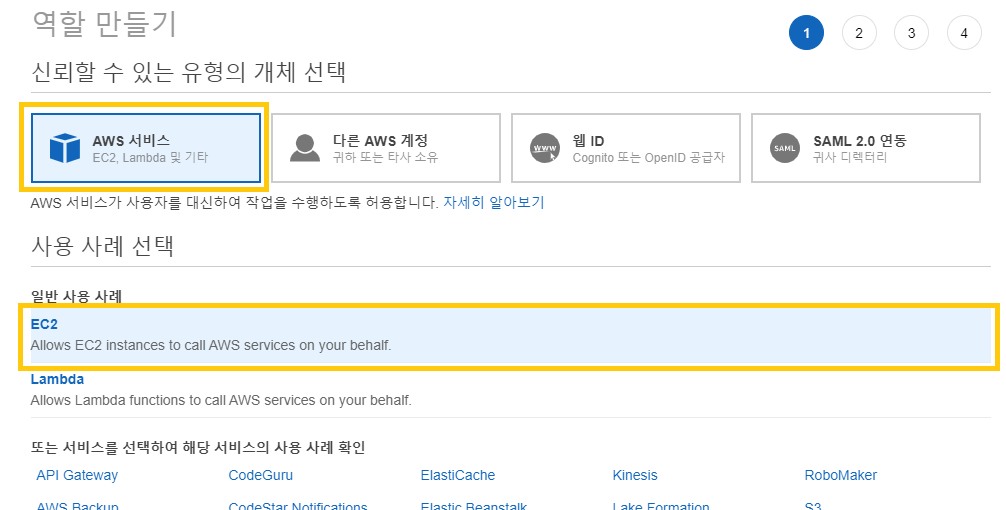 역할 만들기
1 2 3 4
신뢰할 수 있는 유형의 개체 선택
AWS 서비스
EC2, Lambda 및 기타
다른 AWS 계정
귀하 또는 타사 소유
WWW
웹 ID
Cognito 또는 OpenID 공급자
SAML
SAML 2.0 연동
귀사 디렉터리
AWS 서비스가 사용자를 대신하여 작업을 수행하도록 허용합니다. 자세히 알아보기
사용 사례 선택
일반 사용 사례
EC2
Allows EC2 instances to call AWS services on your behalf.
Lambda
Allows Lambda functions to call AWS services on your behalf.
또는 서비스를 선택하여 해당 서비스의 사용 사례 확인
API Gateway CodeGuru ElastiCache Kinesis RoboMaker
AWS Backup CodeStar Notifications Elastic Beanstalk Lake Formation S3